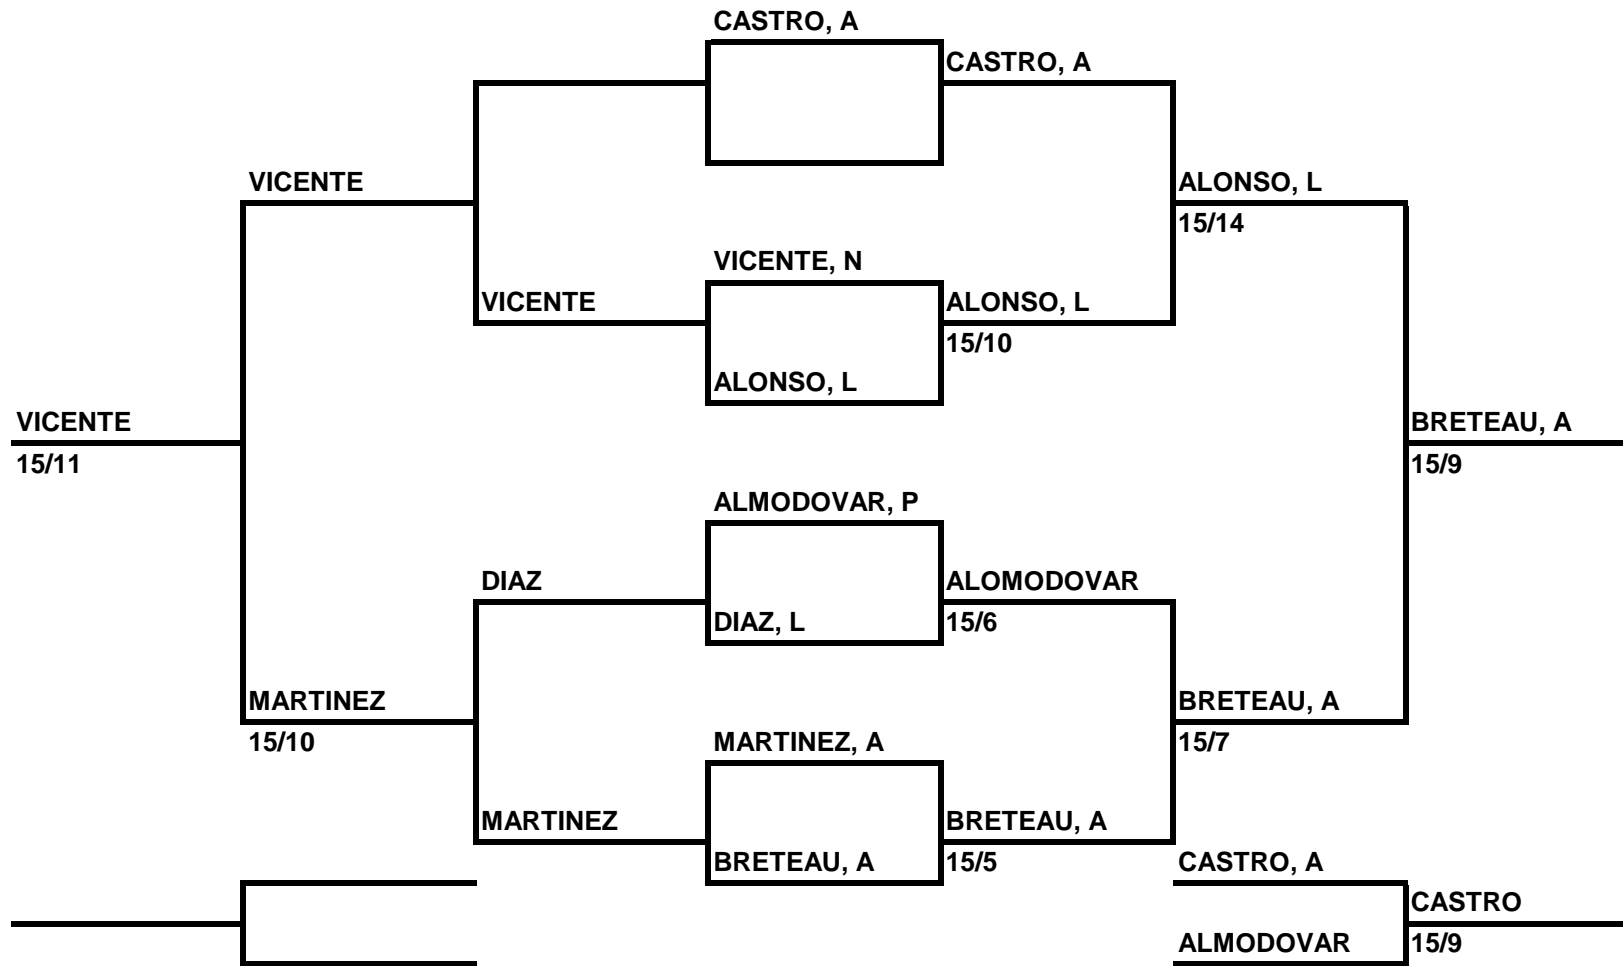 CASTRO, A
CASTRO, A
VICENTE
ALONSO, L
15/14
VICENTE, N
VICENTE
ALONSO, L
15/10
ALONSO, L
VICENTE
15/11
BRETEAU, A
15/9
ALMODOVAR, P
DIAZ
ALOMODOVAR
DIAZ, L
15/6
MARTINEZ
15/10
BRETEAU, A
15/7
MARTINEZ, A
MARTINEZ
BRETEAU, A
BRETEAU, A
15/5
CASTRO, A
CASTRO
ALMODOVAR
15/9